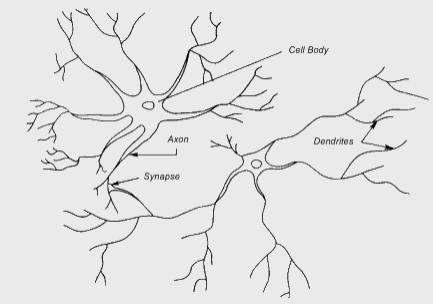 Cell Body
Axon
Dendrites
Synapse